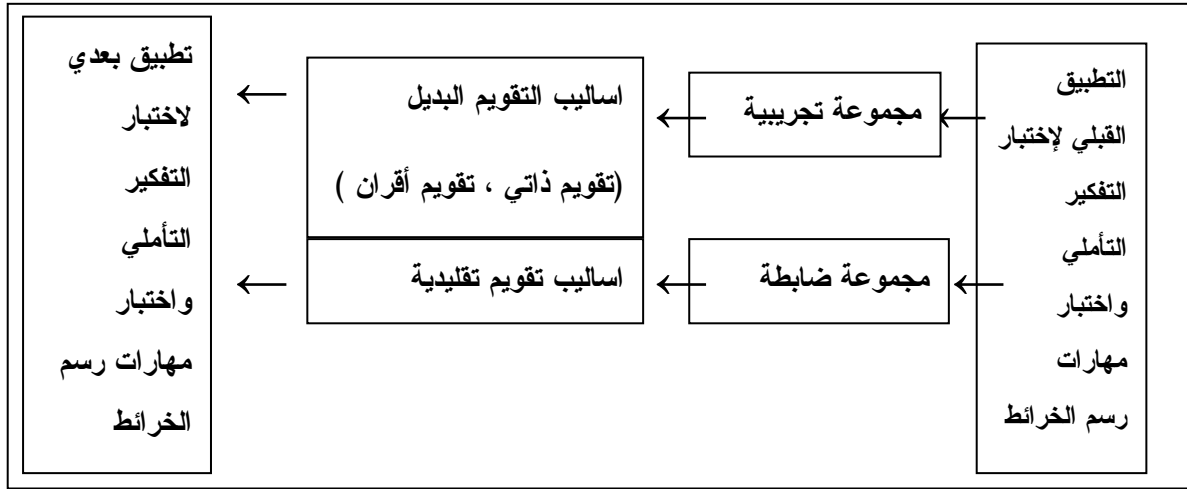 التطبيق
القبلي لإختبار
التفكير
التأملي
واختبار
مهارات
رسم الخرائط
مجموعة تجريبية
مجموعة ضابطة
اساليب التقويم البديل
(تقويم ذاتي ، تقويم أقران )
اساليب تقويم تقليدية
تطبيق بعدي
لاختبار
التفكير
التأملي
واختبار
مهارات رسم
الخرائط